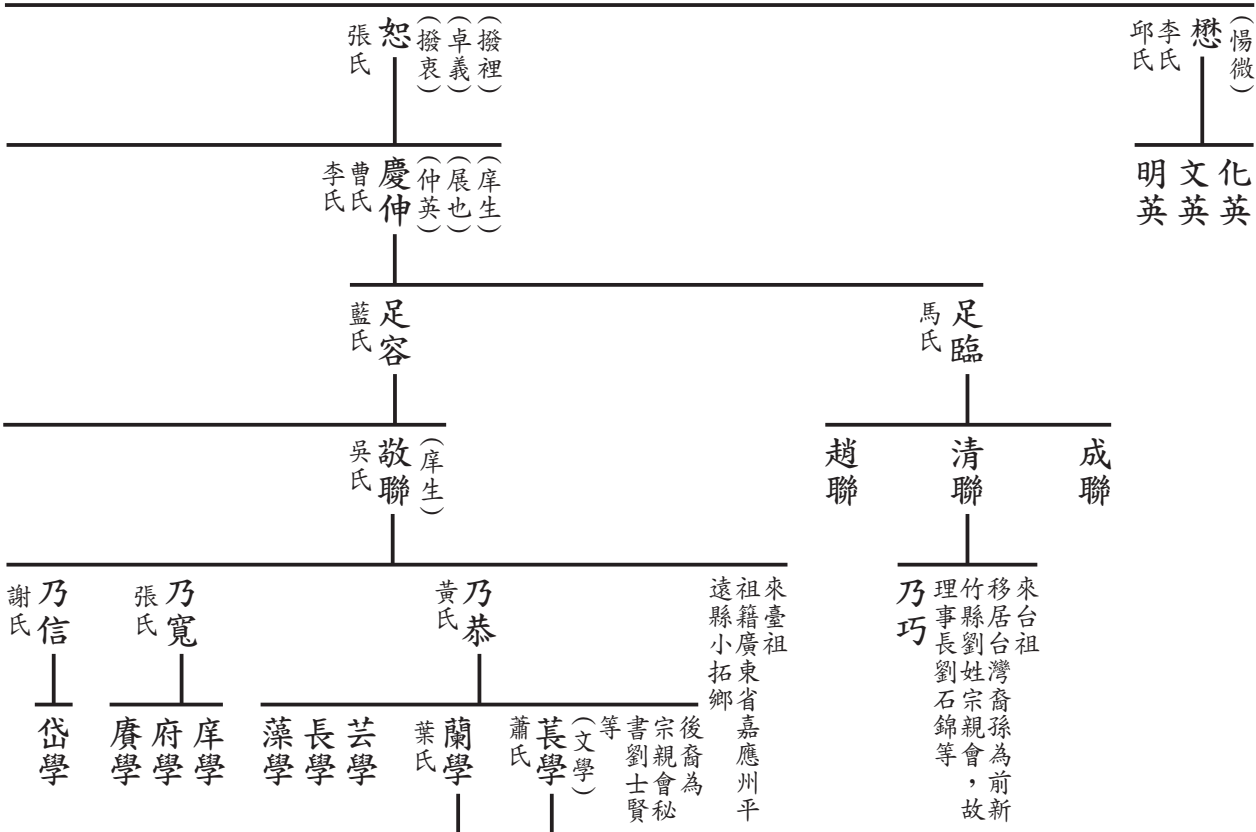 (惕微)
懋
李氏
邱氏
(撥裡)
(卓義)
(撥衷)
恕
張氏
化英
文英
明英
(庠生)
(展也)
(仲英)
慶伸
曹氏
李氏
足臨
馬氏
足容
藍氏
成聯
清聯
趙聯
(庠生)
敬聯
吳氏
來台祖
移居台灣裔孫為前新
竹縣劉姓宗親會，故
理事長劉石錦等
乃巧
來臺祖
祖籍廣東省嘉應州平
遠縣小拓鄉
乃恭
黃氏
乃寬
張氏
乃信
謝氏
後裔為
宗親會秘
書劉士賢
等
(文學)
萇學
蕭氏
蘭學
葉氏
芸學
長學
藻學
庠學
府學
賡學
岱學